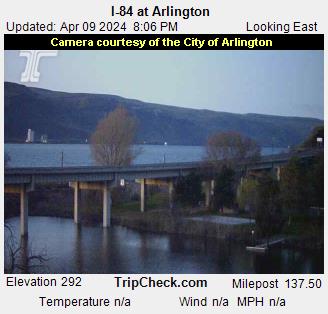 I-84 at Arlington
Updated: Apr 09 2024 8:06 PM Looking East
Camera courtesy of the City of Arlington
Elevation 292 TripCheck.com Milepost 137.50
Temperature n/a Wind n/a MPH n/a